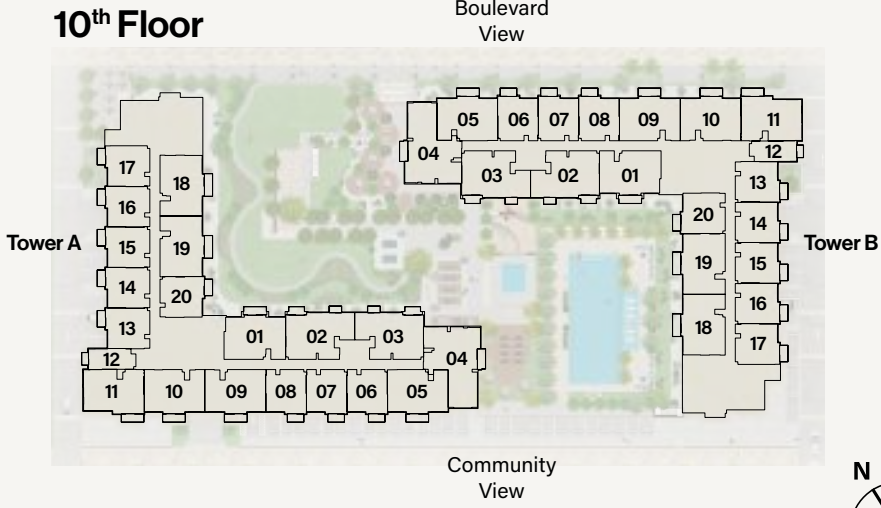 10th Floor
Boulevard
View
05 06 07 08 09 10 11
04
12
03 02 01
17
18
16
13
20
14
Tower A
15
19
Tower B
19
15
14
20
16
13
18
17
01 02 03
04
12
11 10 09 08 07 06 05
Community
View
N